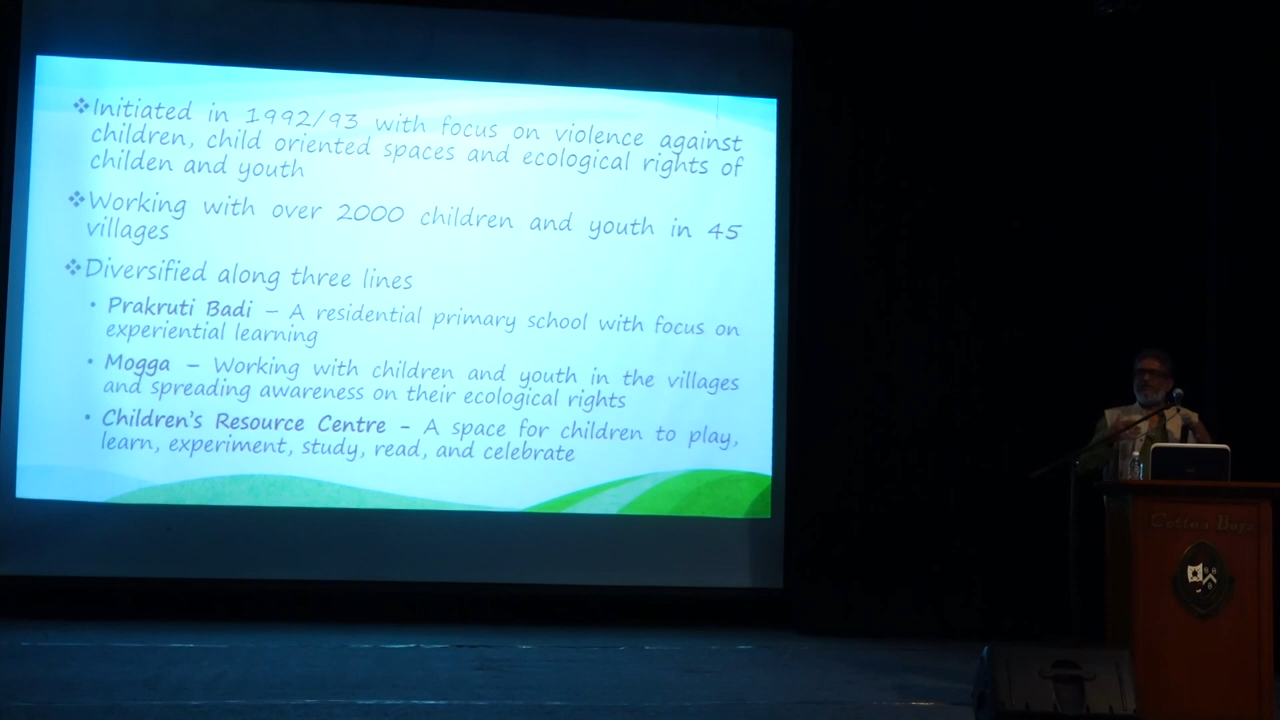 ❖Initiated in 1992/93 with focus on violence against
children, child oriented spaces and ecological rights of
childen and youth
❖Working with over 2000 children and youth in 45
villages
❖Diversified along three lines
• Prakruti Badi – A residential primary school with focus on
experiential learning
• Mogga – Working with children and youth in the villages
and spreading awareness on their ecological rights
• Children's Resource Centre – A space for children to play,
learn, experiment, study, read, and celebrate
Cotton Boys